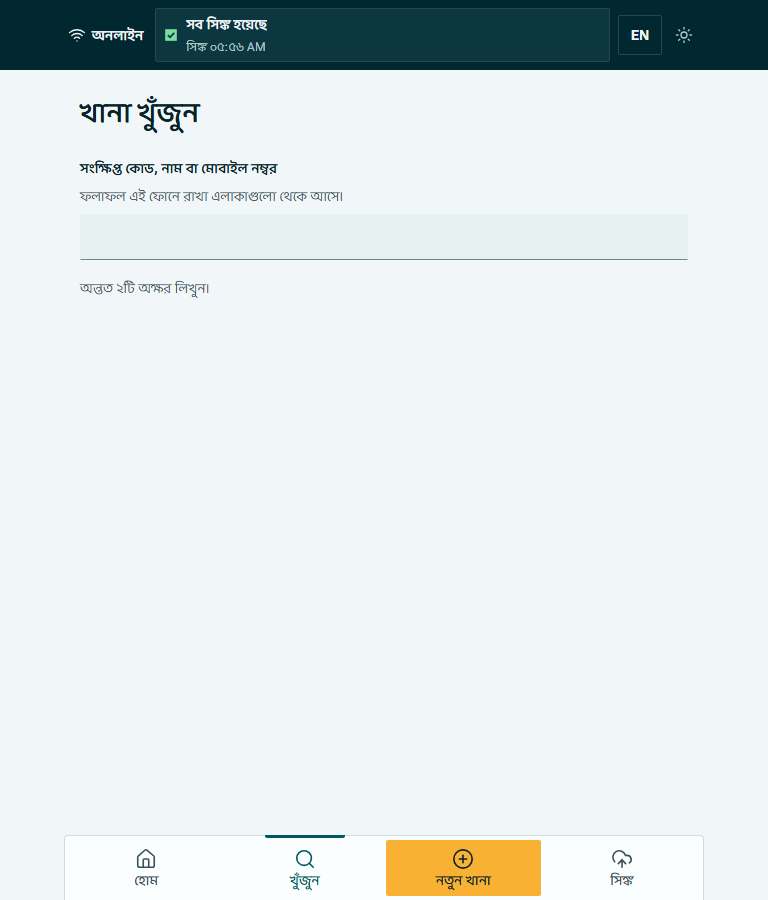 অনলাইন
সব সিঙ্ক হয়েছে
সিঙ্ক ০৫:৫৬ AM
EN
খানা খুঁজুন
সংক্ষিপ্ত কোড, নাম বা মোবাইল নম্বর
ফলাফল এই ফোনে রাখা এলাকাগুলো থেকে আসে।
অন্তত ২টি অক্ষর লিখুন।
হোম
খুঁজুন
নতুন খানা
সিঙ্ক